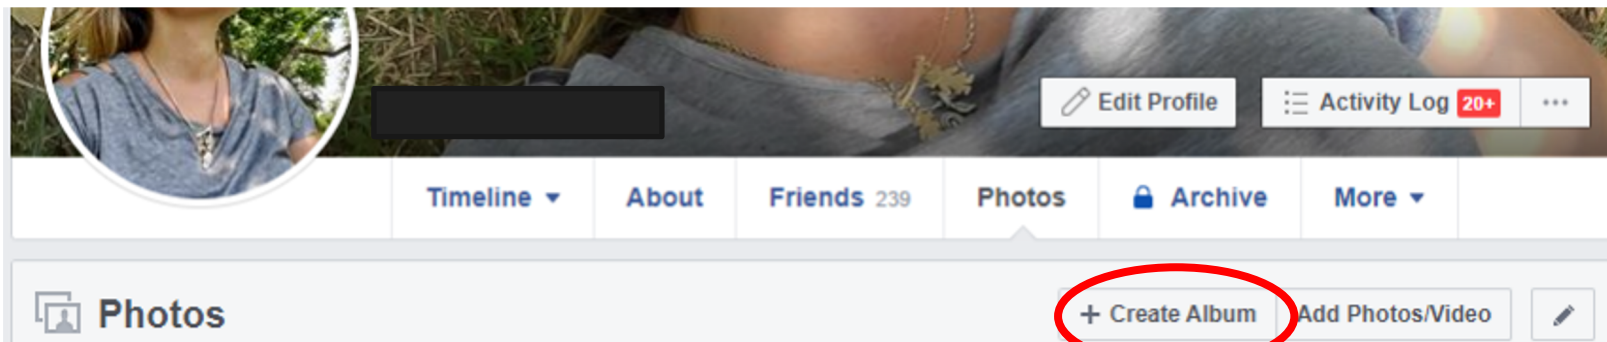 Edit Profile
Activity Log 20+ ...
Timeline
About
Friends 239
Photos
Archive
More
Photos
+ Create Album
Add Photos/Video